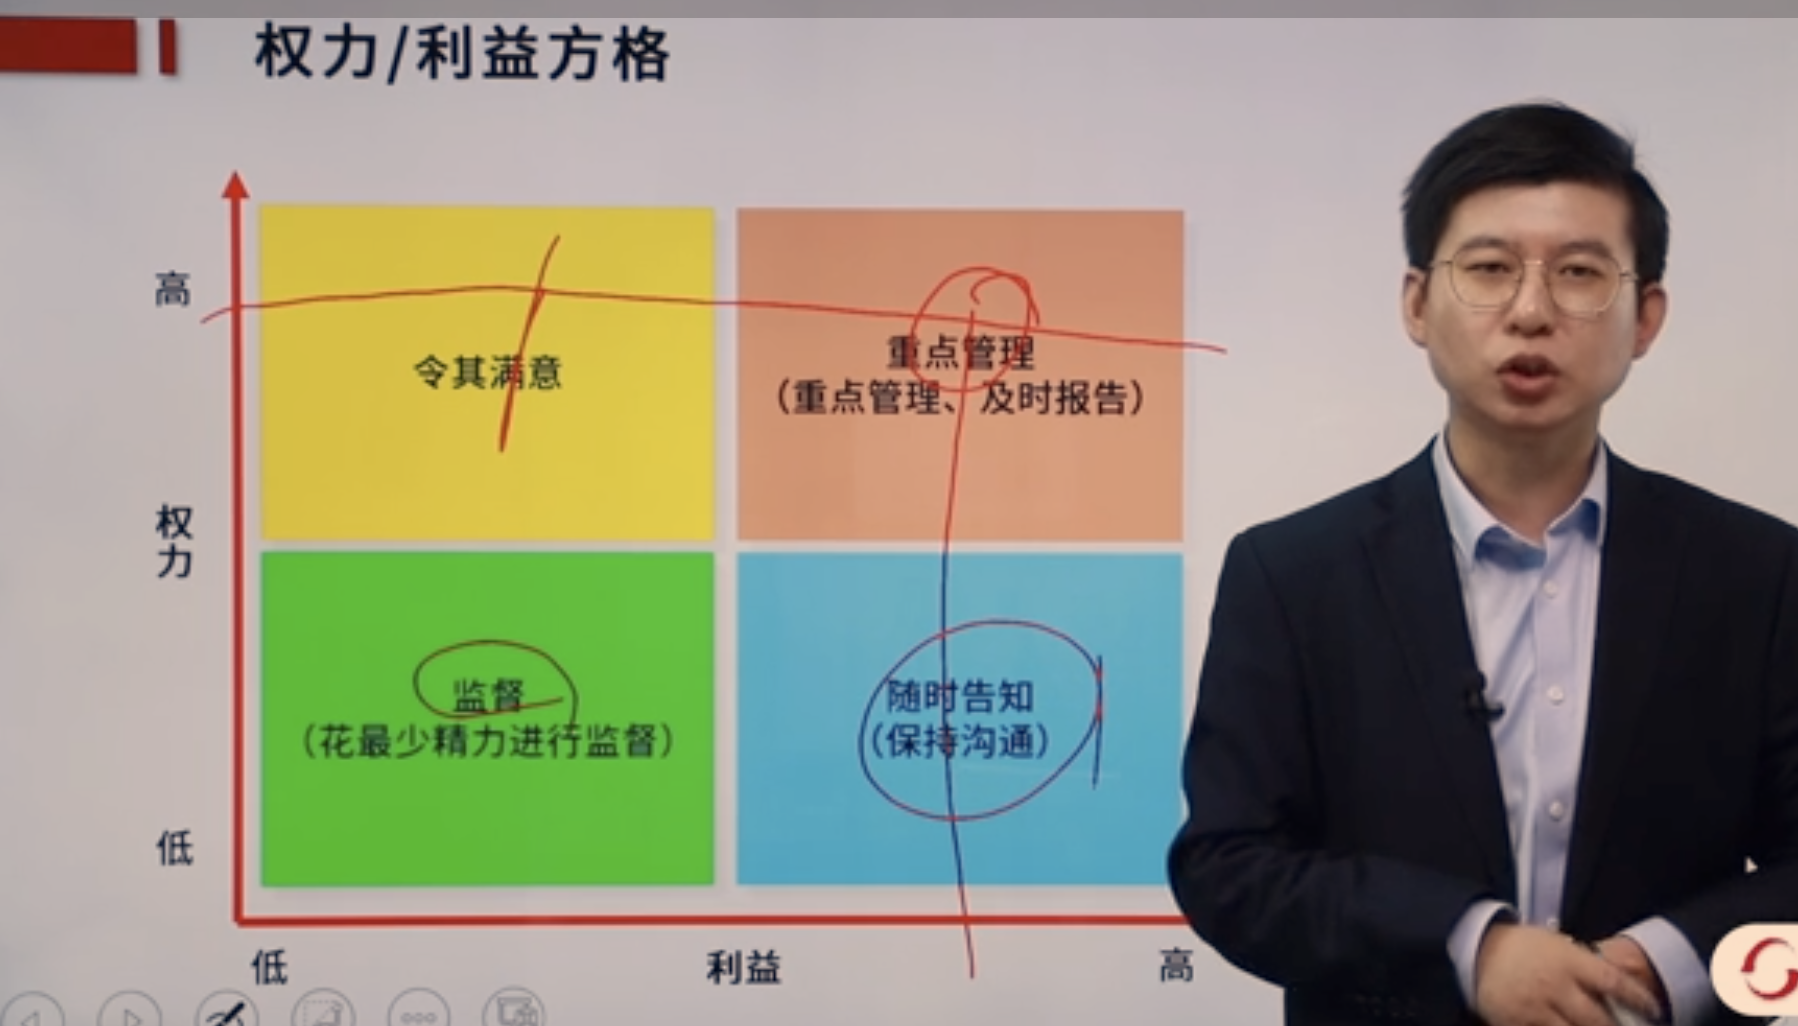 权力/利益方格
高
令其满意
重点管理
（重点管理、及时报告）
权
力
监督
（花最少精力进行监督）
随时告知
（保持沟通）
低
低
利益
高